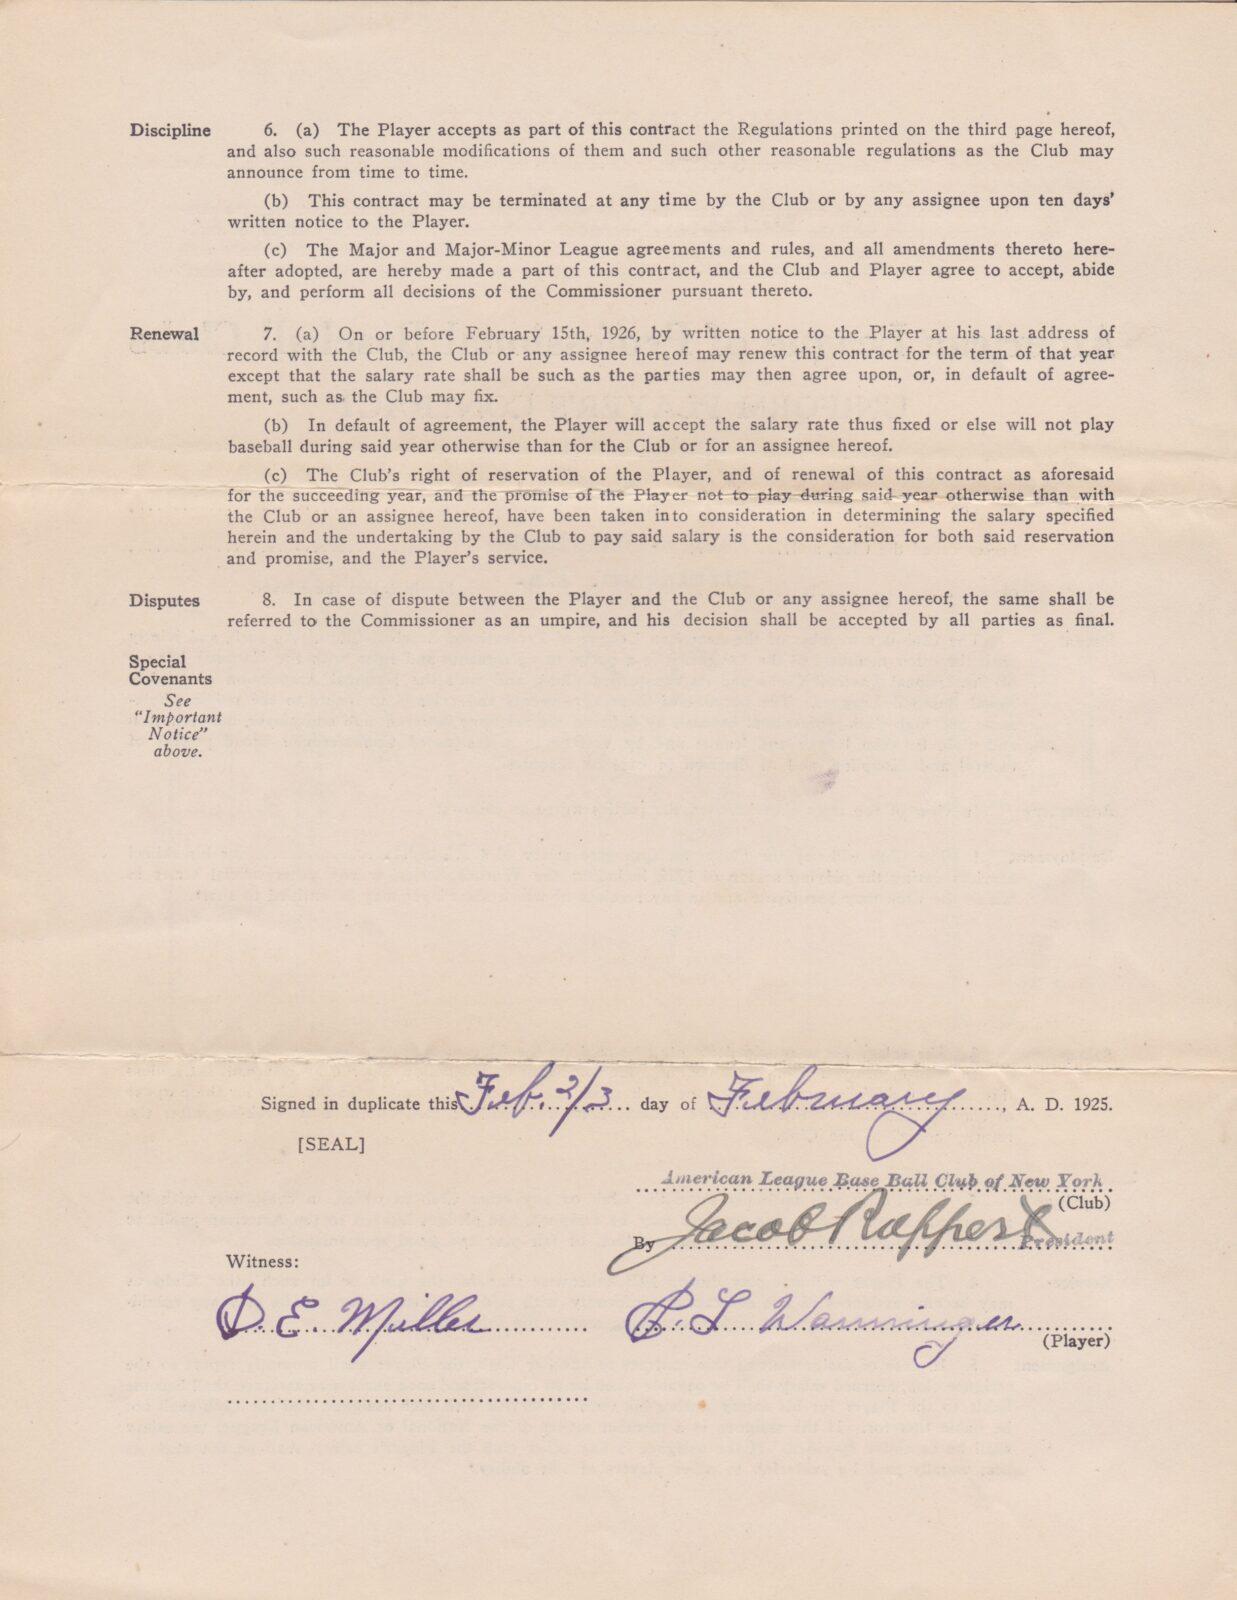 Discipline 6. (a) The Player accepts as part of this contract the Regulations printed on the third page hereof,
and also such reasonable modifications of them and such other reasonable regulations as the Club may
announce from time to time.
(b) This contract may be terminated at any time by the Club or by any assignee upon ten days'
written notice to the Player.
(c) The Major and Major-Minor League agreements and rules, and all amendments thereto here-
after adopted, are hereby made a part of this contract, and the Club and Player agree to accept, abide
by, and perform all decisions of the Commissioner pursuant thereto.
Renewal 7. (a) On or before February 15th, 1926, by written notice to the Player at his last address of
record with the Club, the Club or any assignee hereof may renew this contract for the term of that year
except that the salary rate shall be such as the parties may then agree upon, or, in default of agree-
ment, such as the Club may fix.
(b) In default of agreement, the Player will accept the salary rate thus fixed or else will not play
baseball during said year otherwise than for the Club or for an assignee hereof.
(c) The Club's right of reservation of the Player, and of renewal of this contract as aforesaid
for the succeeding year, and the promise of the Player not to play during said year otherwise than with
the Club or an assignee hereof, have been taken into consideration in determining the salary specified
herein and the undertaking by the Club to pay said salary is the consideration for both said reservation
and promise, and the Player's service.
Disputes 8. In case of dispute between the Player and the Club or any assignee hereof, the same shall be
referred to the Commissioner as an umpire, and his decision shall be accepted by all parties as final.
Special
Covenants
See
"Important
Notice"
above.
Signed in duplicate this Feb. 2/3 day of February, A. D. 1925.
[SEAL]
American League Base Ball Club of New York
(Club)
By Jacob Ruppert President
Witness:
D. E. Miller P. L Wanninger
(Player)